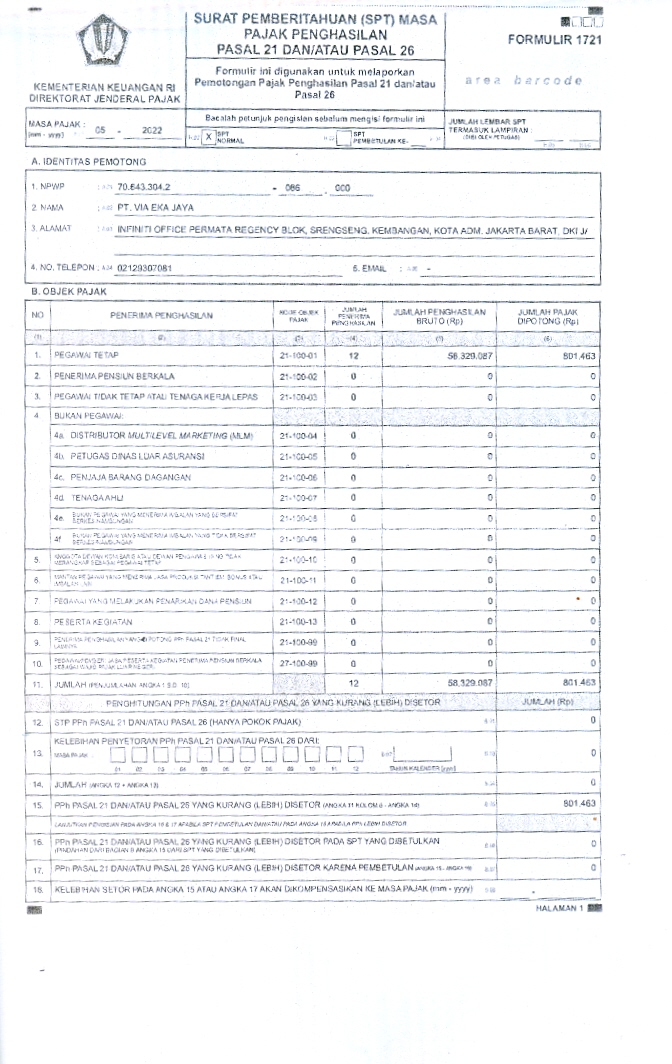 SURAT PEMBERITAHUAN (SPT) MASA
PAJAK PENGHASILAN
PASAL 21 DAN/ATAU PASAL 26
FORMULIR 1721
Formulir ini digunakan untuk melaporkan
Pemotongan Pajak Penghasilan Pasal 21 dan/atau
Pasal 26
area barcode
KEMENTERIAN KEUANGAN RI
DIREKTORAT JENDERAL PAJAK
MASA PAJAK :
[mm - yyyy] 05 - 2022
Bacalah petunjuk pengisian sebelum mengisi formulir ini
X SPT NORMAL
SPT PEMBETULAN KE-
JUMLAH LEMBAR SPT
TERMASUK LAMPIRAN :
(DIISI OLEH PETUGAS)
A. IDENTITAS PEMOTONG
1. NPWP : 70.643.304.2 - 086 . 000
2. NAMA : PT. VIA EKA JAYA
3. ALAMAT : INFINITI OFFICE PERMATA REGENCY BLOK, SRENGSENG, KEMBANGAN, KOTA ADM. JAKARTA BARAT, DKI JA
4. NO. TELEPON : 02129307081 5. EMAIL : -
B. OBJEK PAJAK
NO PENERIMA PENGHASILAN KODE OBJEK PAJAK JUMLAH PENERIMA PENGHASILAN JUMLAH PENGHASILAN BRUTO (Rp) JUMLAH PAJAK DIPOTONG (Rp)
(1) (2) (3) (4) (5) (6)
1. PEGAWAI TETAP 21-100-01 12 58.329.087 801.463
2. PENERIMA PENSIUN BERKALA 21-100-02 0 0 0
3. PEGAWAI TIDAK TETAP ATAU TENAGA KERJA LEPAS 21-100-03 0 0 0
4 BUKAN PEGAWAI:
4a. DISTRIBUTOR MULTILEVEL MARKETING (MLM) 21-100-04 0 0 0
4b. PETUGAS DINAS LUAR ASURANSI 21-100-05 0 0 0
4c. PENJAJA BARANG DAGANGAN 21-100-06 0 0 0
4d. TENAGA AHLI 21-100-07 0 0 0
4e. BUKAN PEGAWAI YANG MENERIMA IMBALAN YANG BERSIFAT BERKESINAMBUNGAN 21-100-08 0 0 0
4f. BUKAN PEGAWAI YANG MENERIMA IMBALAN YANG TIDAK BERSIFAT BERKESINAMBUNGAN 21-100-09 0 0 0
5. ANGGOTA DEWAN KOMISARIS ATAU DEWAN PENGAWAS YANG TIDAK MERANGKAP SEBAGAI PEGAWAI TETAP 21-100-10 0 0 0
6. MANTAN PEGAWAI YANG MENERIMA JASA PRODUKSI, TANTIEM, BONUS ATAU IMBALAN LAIN 21-100-11 0 0 0
7. PEGAWAI YANG MELAKUKAN PENARIKAN DANA PENSIUN 21-100-12 0 0 0
8. PESERTA KEGIATAN 21-100-13 0 0 0
9. PENERIMA PENGHASILAN YANG DIPOTONG PPh PASAL 21 TIDAK FINAL LAINNYA 21-100-99 0 0 0
10. PEGAWAI/PEMBERI JASA/PESERTA KEGIATAN/PENERIMA PENSIUN BERKALA SEBAGAI WAJIB PAJAK LUAR NEGERI 27-100-99 0 0 0
11. JUMLAH (PENJUMLAHAN ANGKA 1 S.D. 10) 12 58.329.087 801.463
PENGHITUNGAN PPh PASAL 21 DAN/ATAU PASAL 26 YANG KURANG (LEBIH) DISETOR JUMLAH (Rp)
12. STP PPh PASAL 21 DAN/ATAU PASAL 26 (HANYA POKOK PAJAK) 0
13. KELEBIHAN PENYETORAN PPh PASAL 21 DAN/ATAU PASAL 26 DARI:
MASA PAJAK : 0
01 02 03 04 05 06 07 08 09 10 11 12 TAHUN KALENDER [yyyy]
14. JUMLAH (ANGKA 12 + ANGKA 13) 0
15. PPh PASAL 21 DAN/ATAU PASAL 26 YANG KURANG (LEBIH) DISETOR (ANGKA 11 KOLOM 6 - ANGKA 14) 801.463
LANJUTKAN PENGISIAN PADA ANGKA 16 & 17 APABILA SPT PEMBETULAN DAN/ATAU PADA ANGKA 18 APABILA PPh LEBIH DISETOR
16. PPh PASAL 21 DAN/ATAU PASAL 26 YANG KURANG (LEBIH) DISETOR PADA SPT YANG DIBETULKAN 0
(PINDAHAN DARI BAGIAN B ANGKA 15 DARI SPT YANG DIBETULKAN)
17. PPh PASAL 21 DAN/ATAU PASAL 26 YANG KURANG (LEBIH) DISETOR KARENA PEMBETULAN (ANGKA 15 - ANGKA 16) 0
18. KELEBIHAN SETOR PADA ANGKA 15 ATAU ANGKA 17 AKAN DIKOMPENSASIKAN KE MASA PAJAK (mm - yyyy) -
HALAMAN 1